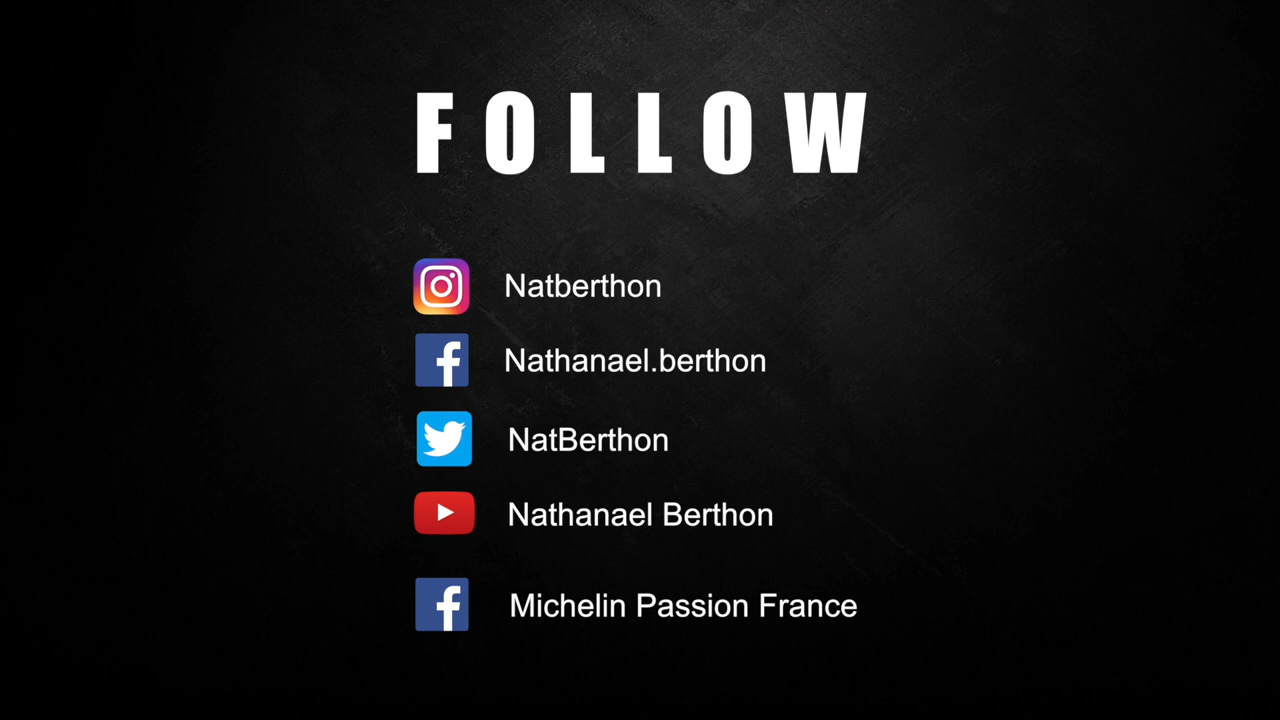 FOLLOW
Natberthon
Nathanael.berthon
NatBerthon
Nathanael Berthon
Michelin Passion France